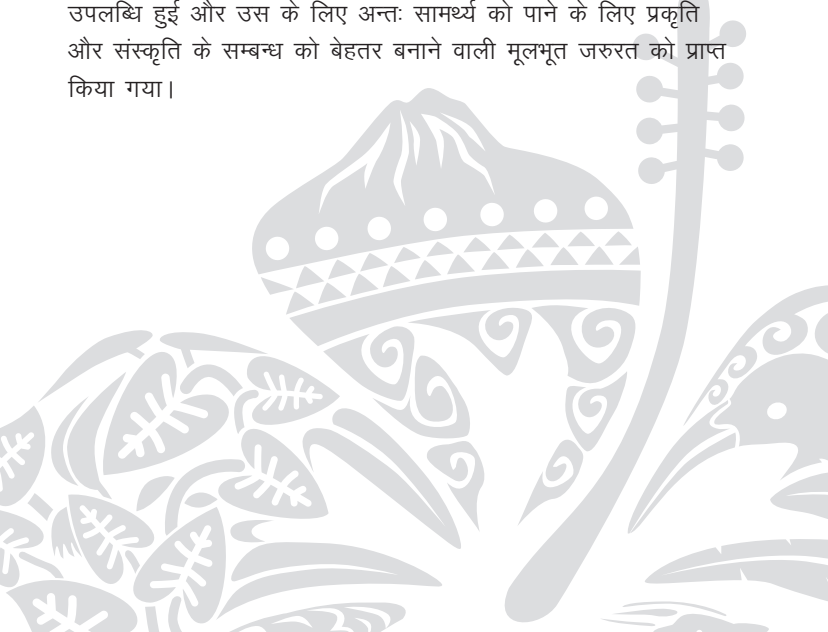 उपलब्धि हुई और उस के लिए अन्तः सामर्थ्य को पाने के लिए प्रकृति
और संस्कृति के सम्बन्ध को बेहतर बनाने वाली मूलभूत जरुरत को प्राप्त
किया गया।